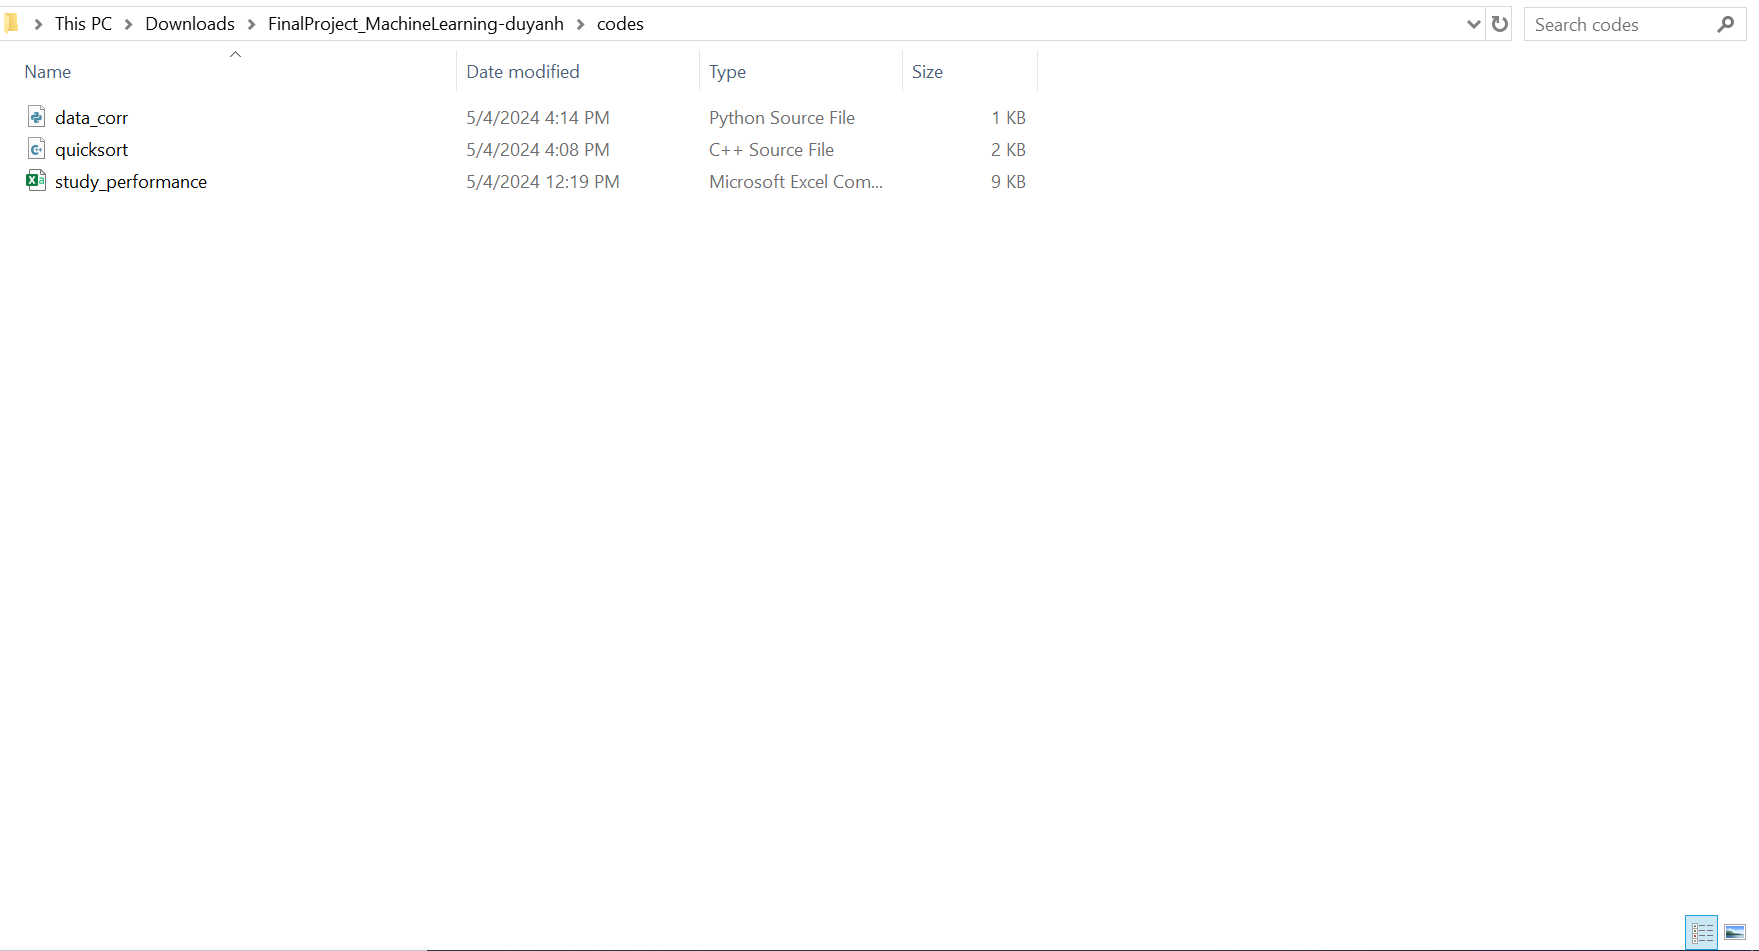 This PC > Downloads > FinalProject_MachineLearning-duyanh > codes Search codes
Name Date modified Type Size
data_corr 5/4/2024 4:14 PM Python Source File 1 KB
quicksort 5/4/2024 4:08 PM C++ Source File 2 KB
study_performance 5/4/2024 12:19 PM Microsoft Excel Com... 9 KB